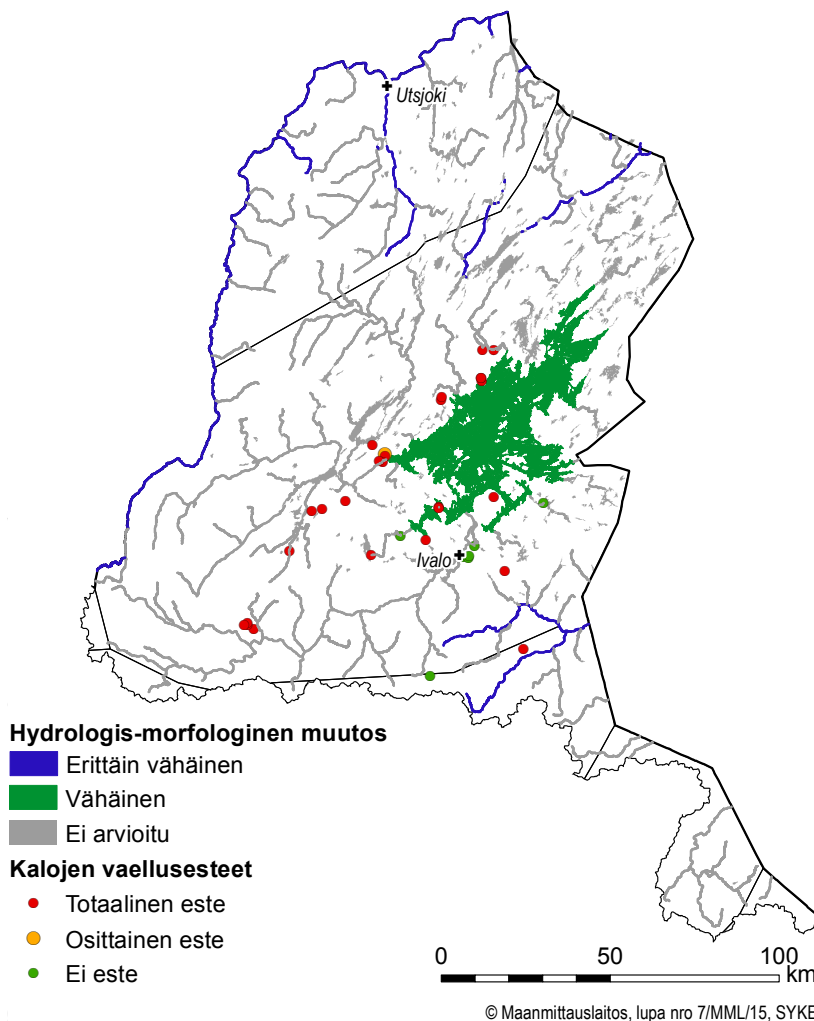 Utsjoki
Ivalo
Hydrologis-morfologinen muutos
Erittäin vähäinen
Vähäinen
Ei arvioitu
Kalojen vaellusesteet
Totaalinen este
Osittainen este
Ei este
0 50 100
km
© Maanmittauslaitos, lupa nro 7/MML/15, SYKE